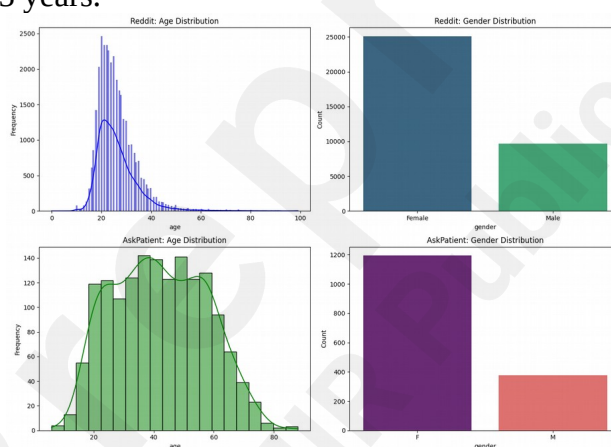 3 years.
Reddit: Age Distribution
Frequency
2500
2000
1500
1000
500
0
0 20 40 60 80 100
age
Reddit: Gender Distribution
Count
25000
20000
15000
10000
5000
0
Female Male
gender
AskPatient: Age Distribution
Frequency
140
120
100
80
60
40
20
0
20 40 60 80
age
AskPatient: Gender Distribution
Count
1200
1000
800
600
400
200
0
F M
gender